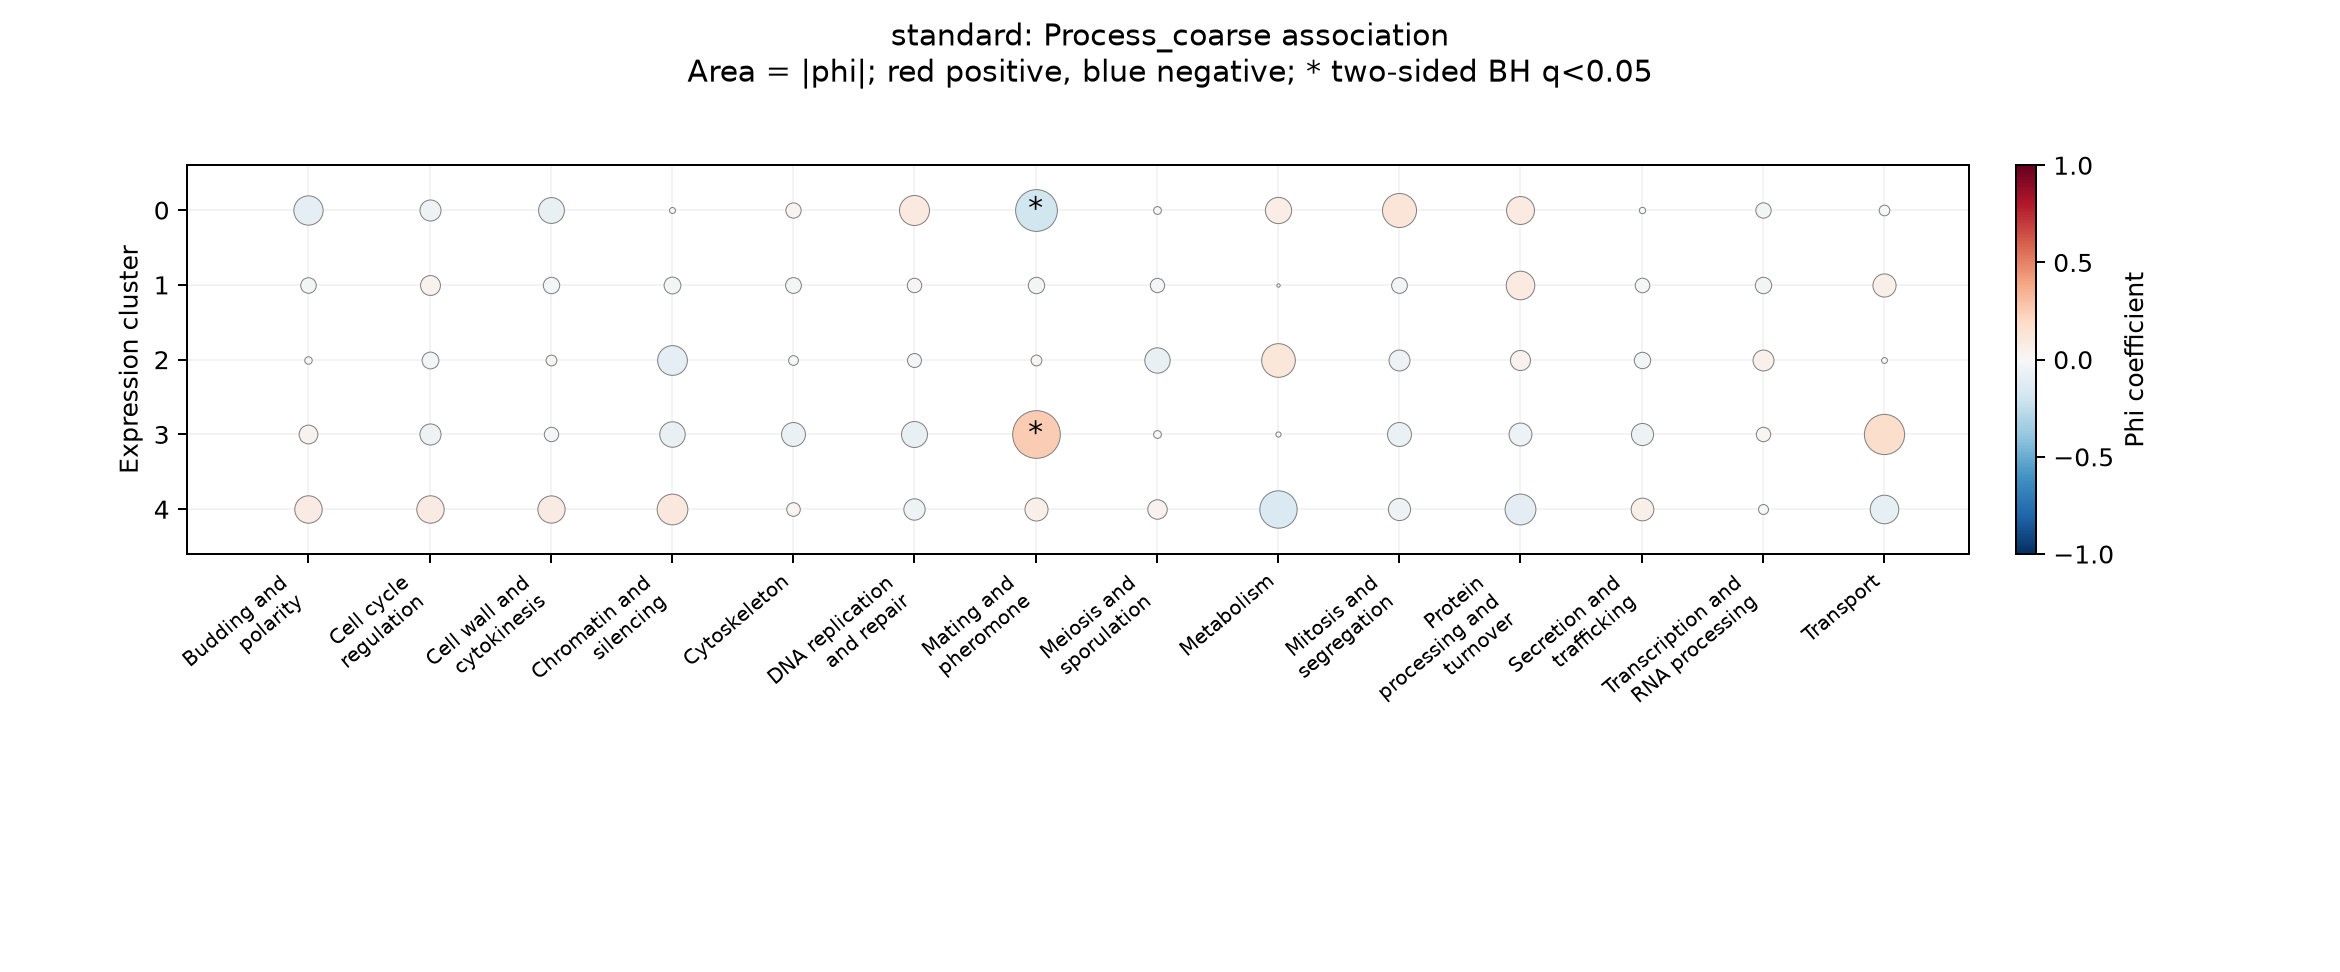 standard: Process_coarse association
Area = |phi|; red positive, blue negative; * two-sided BH q<0.05
Expression cluster
0
*
1
2
3
*
4
Budding and
polarity
Cell cycle
regulation
Cell wall and
cytokinesis
Chromatin and
silencing
Cytoskeleton
DNA replication
and repair
Mating and
pheromone
Meiosis and
sporulation
Metabolism
Mitosis and
segregation
Protein
processing and
turnover
Secretion and
trafficking
Transcription and
RNA processing
Transport
1.0
0.5
0.0
−0.5
−1.0
Phi coefficient